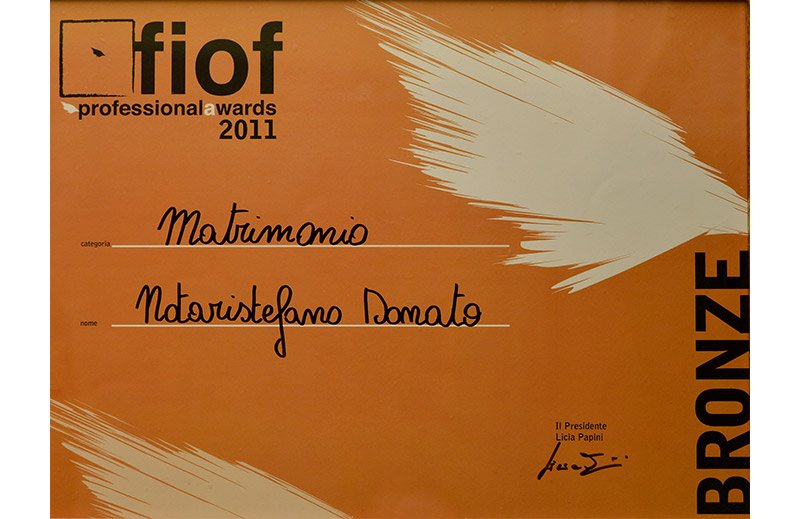 fiof
professionalawards
2011
categoria Matrimonio
nome Notaristefano Donato
Il Presidente
Licia Papini
BRONZE